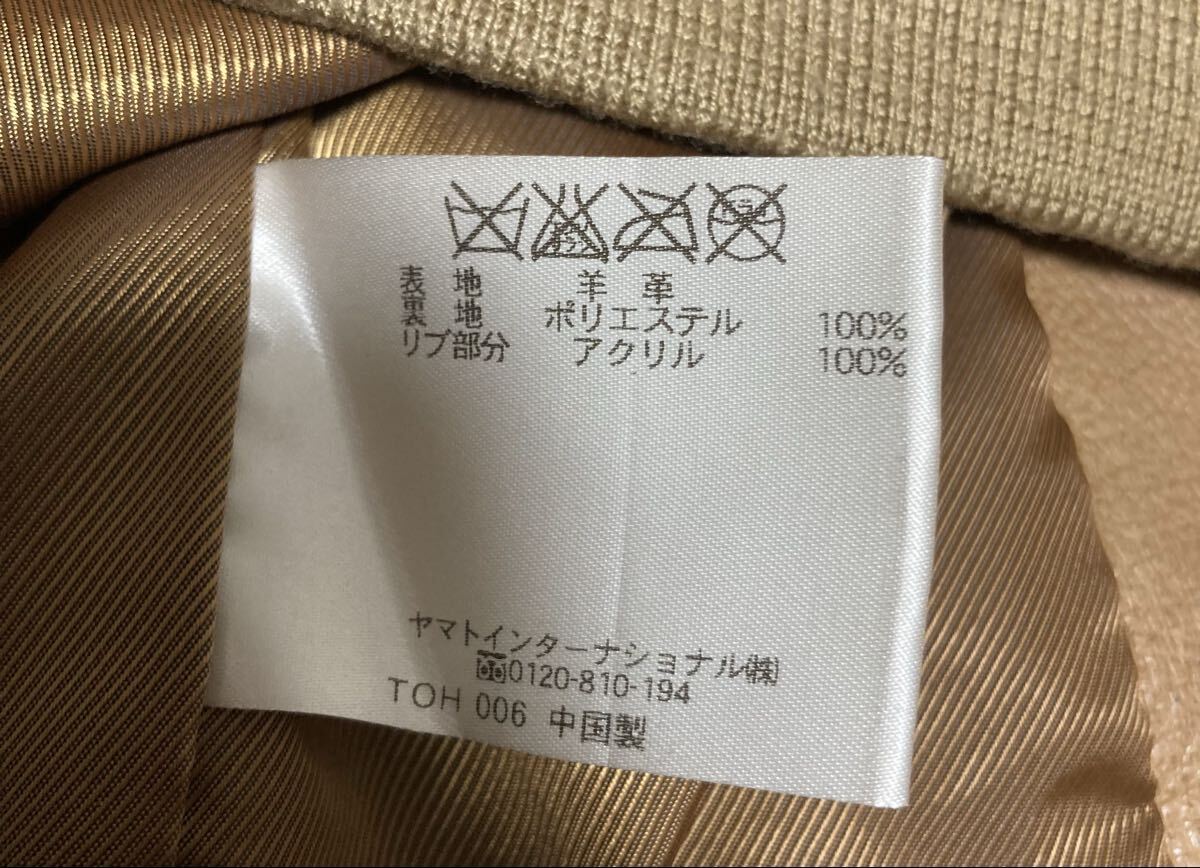 表 地 羊 革
裏 地 ポリエステル 100%
リブ部分 アクリル 100%
ヤマトインターナショナル㈱
0120-810-194
TOH 006 中国製